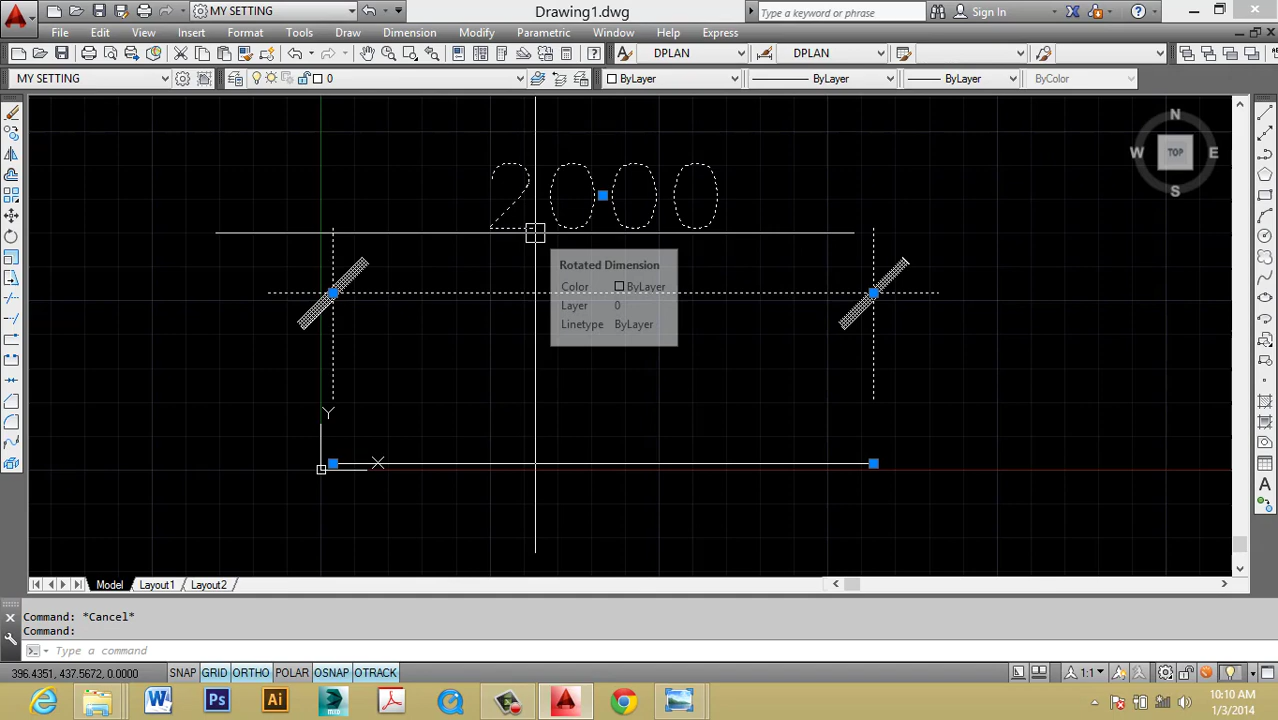 MY SETTING
Drawing1.dwg
Type a keyword or phrase
Sign In
File Edit View Insert Format Tools Draw Dimension Modify Parametric Window Help Express
DPLAN DPLAN
MY SETTING 0 ByLayer ByLayer ByLayer ByColor
N
W TOP E
S
2000
Rotated Dimension
Color ByLayer
Layer 0
Linetype ByLayer
Y
X
Model Layout1 Layout2
Command: *Cancel*
Command:
Type a command
396.4351, 437.5672, 0.0000 SNAP GRID ORTHO POLAR OSNAP OTRACK 1:1
W Ps Ai
10:10 AM
1/3/2014